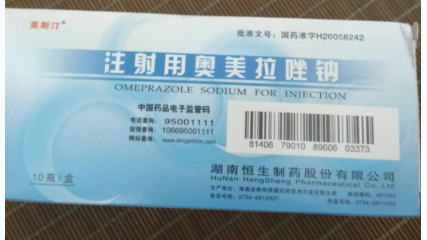 美斯汀
批准文号：国药准字H20058242
注射用奥美拉唑钠
OMEPRAZOLE SODIUM FOR INJECTION
中国药品电子监管码
电话查询：95001111
短信查询：106695001111
网站查询：www.drugadmin.com
81406 79010 89606 03373
10瓶/盒
湖南恒生制药股份有限公司
HuNan HengSheng Pharmaceutical Co.,Ltd